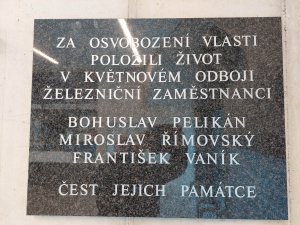 ZA OSVOBOZENÍ VLASTI
POLOŽILI ŽIVOT
V KVĚTNOVÉM ODBOJI
ŽELEZNIČNÍ ZAMĚSTNANCI
BOHUSLAV PELIKÁN
MIROSLAV ŘÍMOVSKÝ
FRANTIŠEK VANÍK
ČEST JEJICH PAMÁTCE